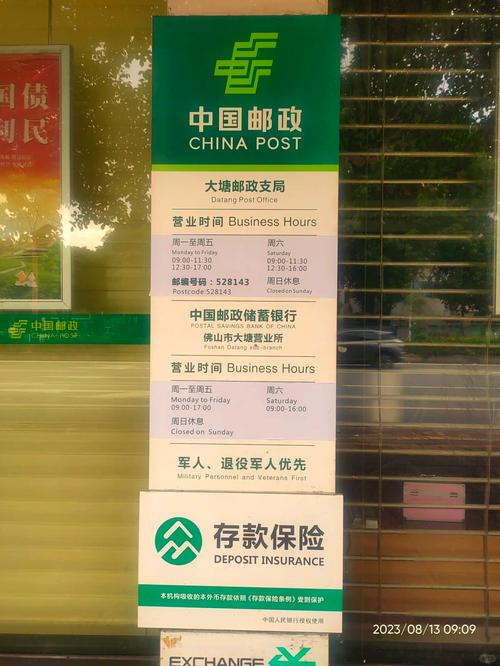 国债
利民
中国邮政
CHINA POST
中国邮政
CHINA POST
大塘邮政支局
Datang Post Office
营业时间 Business Hours
周一至周五
Monday to Friday
09:00-11:30
12:30-17:00
周六
Saturday
09:00-11:30
12:30-16:00
邮编号码:528143
Postcode:528143
周日休息
Closed on Sunday
中国邮政储蓄银行
POSTAL SAVINGS BANK OF CHINA
佛山市大塘营业所
Foshan Datang sub-branch
营业时间 Business Hours
周一至周五
Monday to Friday
09:00-17:00
周六
Saturday
09:00-16:00
周日休息
Closed on Sunday
军人、退役军人优先
Military Personnel and Veterans First
存款保险
DEPOSIT INSURANCE
本机构吸收的本外币存款依照《存款保险条例》受到保护
中国人民银行授权使用
EXCHANGE
2023/08/13 09:09